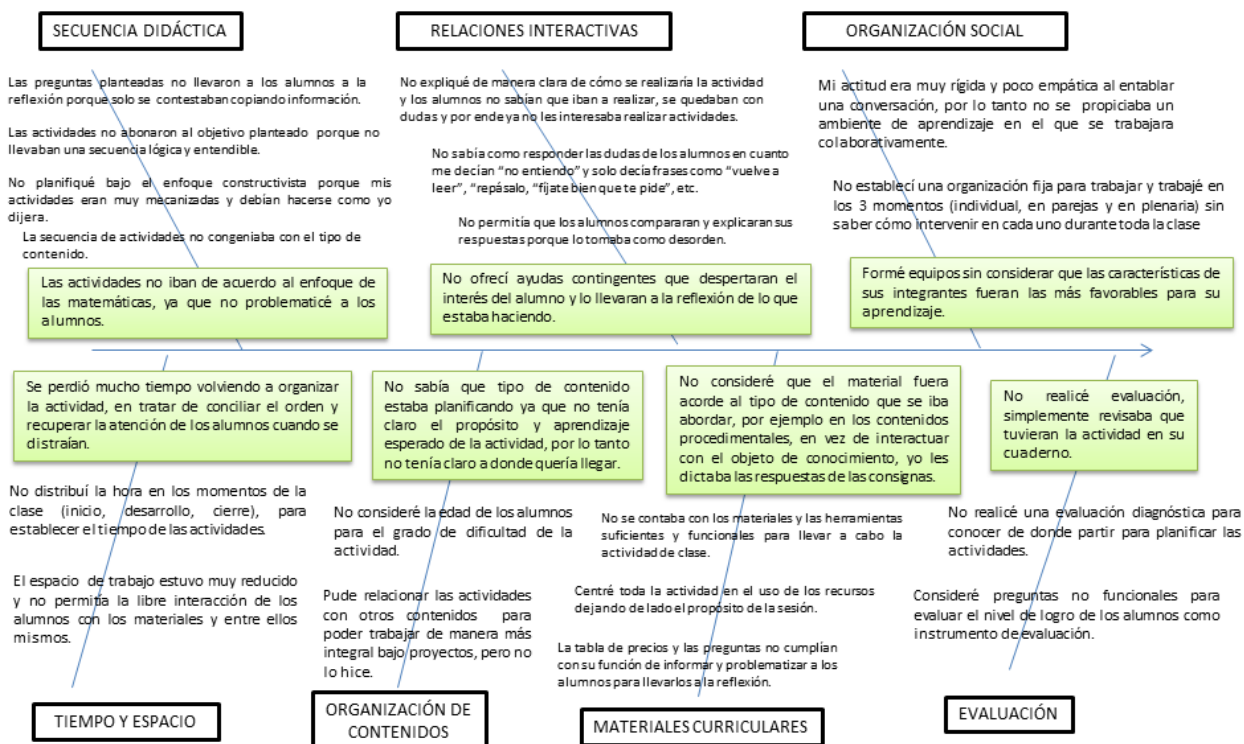 SECUENCIA DIDÁCTICA
Las preguntas planteadas no llevaron a los alumnos a la
reflexión porque solo se contestaban copiando información.
Las actividades no abonaron al objetivo planteado porque no
llevaban una secuencia lógica y entendible.
No planifiqué bajo el enfoque constructivista porque mis
actividades eran muy mecanizadas y debían hacerse como yo
dijera.
La secuencia de actividades no congeniaba con el tipo de
contenido.
Las actividades no iban de acuerdo al enfoque de
las matemáticas, ya que no problematicé a los
alumnos.
RELACIONES INTERACTIVAS
No expliqué de manera clara de cómo se realizaría la actividad
y los alumnos no sabían que iban a realizar, se quedaban con
dudas y por ende ya no les interesaba realizar actividades.
No sabía como responder las dudas de los alumnos en cuanto
me decían “no entiendo” y solo decía frases como “vuelve a
leer”, “repásalo, “fíjate bien que te pide”, etc.
No permitía que los alumnos compararan y explicaran sus
respuestas porque lo tomaba como desorden.
No ofrecí ayudas contingentes que despertaran el
interés del alumno y lo llevaran a la reflexión de lo que
estaba haciendo.
ORGANIZACIÓN SOCIAL
Mi actitud era muy rígida y poco empática al entablar
una conversación, por lo tanto no se propiciaba un
ambiente de aprendizaje en el que se trabajara
colaborativamente.
No establecí una organización fija para trabajar y trabajé en
los 3 momentos (individual, en parejas y en plenaria) sin
saber cómo intervenir en cada uno durante toda la clase
Formé equipos sin considerar que las características de
sus integrantes fueran las más favorables para su
aprendizaje.
Se perdió mucho tiempo volviendo a organizar
la actividad, en tratar de conciliar el orden y
recuperar la atención de los alumnos cuando se
distraían.
No distribuí la hora en los momentos de la
clase (inicio, desarrollo, cierre), para
establecer el tiempo de las actividades.
El espacio de trabajo estuvo muy reducido
y no permitía la libre interacción de los
alumnos con los materiales y entre ellos
mismos.
TIEMPO Y ESPACIO
No sabía que tipo de contenido
estaba planificando ya que no tenía
claro el propósito y aprendizaje
esperado de la actividad, por lo tanto
no tenía claro a donde quería llegar.
No consideré la edad de los alumnos
para el grado de dificultad de la
actividad.
Pude relacionar las actividades
con otros contenidos para
poder trabajar de manera más
integral bajo proyectos, pero no
lo hice.
ORGANIZACIÓN DE
CONTENIDOS
No consideré que el material fuera
acorde al tipo de contenido que se iba
abordar, por ejemplo en los contenidos
procedimentales, en vez de interactuar
con el objeto de conocimiento, yo les
dictaba las respuestas de las consignas.
No se contaba con los materiales y las herramientas
suficientes y funcionales para llevar a cabo la
actividad de clase.
Centré toda la actividad en el uso de los recursos
dejando de lado el propósito de la sesión.
La tabla de precios y las preguntas no cumplían
con su función de informar y problematizar a los
alumnos para llevarlos a la reflexión.
MATERIALES CURRICULARES
No realicé evaluación,
simplemente revisaba que
tuvieran la actividad en su
cuaderno.
No realicé una evaluación diagnóstica para
conocer de donde partir para planificar las
actividades.
Consideré preguntas no funcionales para
evaluar el nivel de logro de los alumnos como
instrumento de evaluación.
EVALUACIÓN